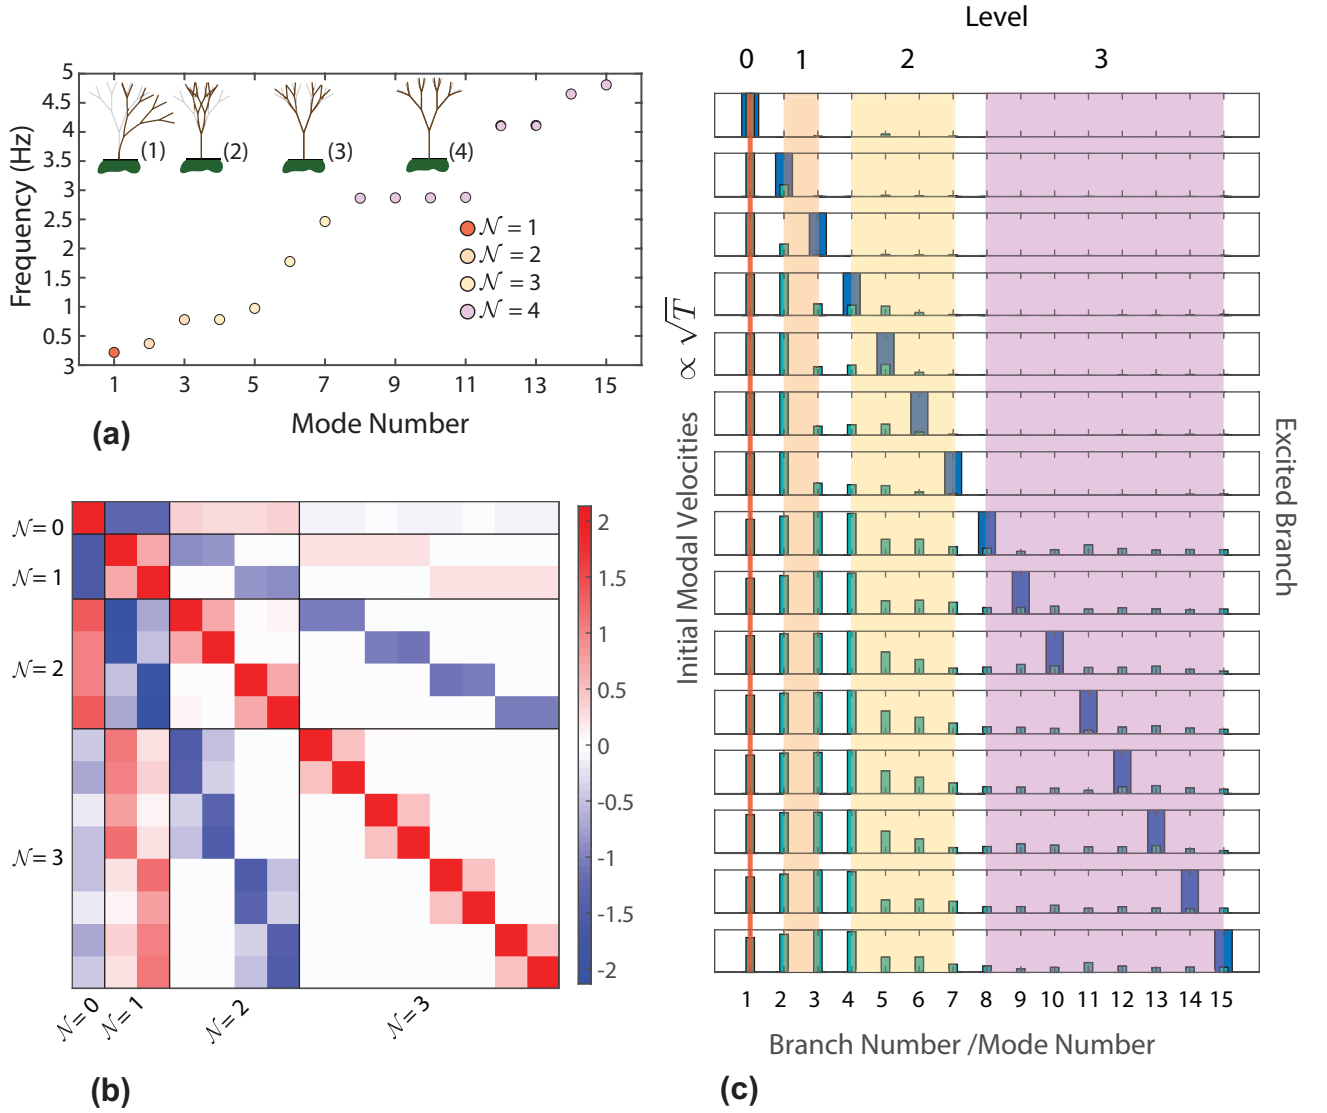 Level
0 1 2 3
5
4.5
4
3.5
3
2.5
2
1.5
1
0.5
3
Frequency (Hz)
(1) (2) (3) (4)
𝒩 = 1
𝒩 = 2
𝒩 = 3
𝒩 = 4
1 3 5 7 9 11 13 15
Mode Number
(a)
𝒩 = 0
𝒩 = 1
𝒩 = 2
𝒩 = 3
2
1.5
1
0.5
0
-0.5
-1
-1.5
-2
𝒩 = 0 𝒩 = 1 𝒩 = 2 𝒩 = 3
(b)
Initial Modal Velocities ∝ √T
Excited Branch
1 2 3 4 5 6 7 8 9 10 11 12 13 14 15
Branch Number /Mode Number
(c)